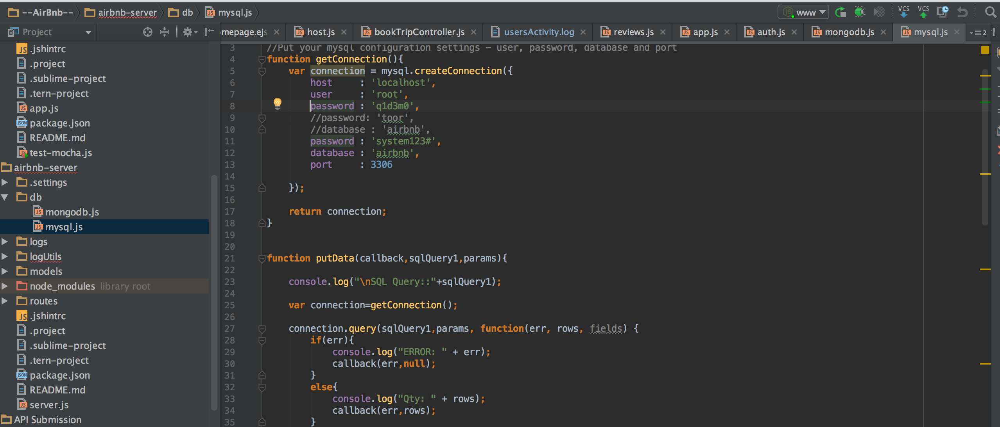 --AirBnb-- airbnb-server db mysql.js www VCS VCS
Project
omepage.ejs host.js bookTripController.js usersActivity.log reviews.js app.js auth.js mongodb.js mysql.js 2
.jshintrc
.project
.sublime-project
.tern-project
app.js
package.json
README.md
test-mocha.js
airbnb-server
.settings
db
mongodb.js
mysql.js
logs
logUtils
models
node_modules library root
routes
.jshintrc
.project
.sublime-project
.tern-project
package.json
README.md
server.js
API Submission
3 //Put your mysql configuration settings - user, password, database and port
4 function getConnection(){
5 var connection = mysql.createConnection({
6 host : 'localhost',
7 user : 'root',
8 password : 'q1d3m0',
9 //password: 'toor',
10 //database : 'airbnb',
11 password : 'system123#',
12 database : 'airbnb',
13 port : 3306
14
15 });
16
17 return connection;
18 }
19
20
21 function putData(callback,sqlQuery1,params){
22
23 console.log("\nSQL Query::"+sqlQuery1);
24
25 var connection=getConnection();
26
27 connection.query(sqlQuery1,params, function(err, rows, fields) {
28 if(err){
29 console.log("ERROR: " + err);
30 callback(err,null);
31 }
32 else{
33 console.log("Qty: " + rows);
34 callback(err,rows);
35 }